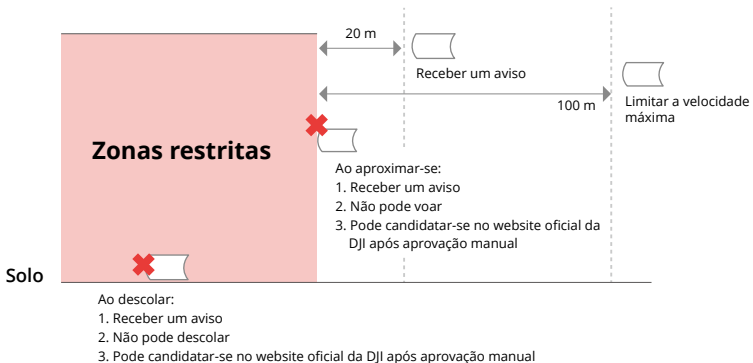 20 m
Receber um aviso
100 m
Limitar a velocidade
máxima
Zonas restritas
Ao aproximar-se:
1. Receber um aviso
2. Não pode voar
3. Pode candidatar-se no website oficial da
DJI após aprovação manual
Solo
Ao descolar:
1. Receber um aviso
2. Não pode descolar
3. Pode candidatar-se no website oficial da DJI após aprovação manual